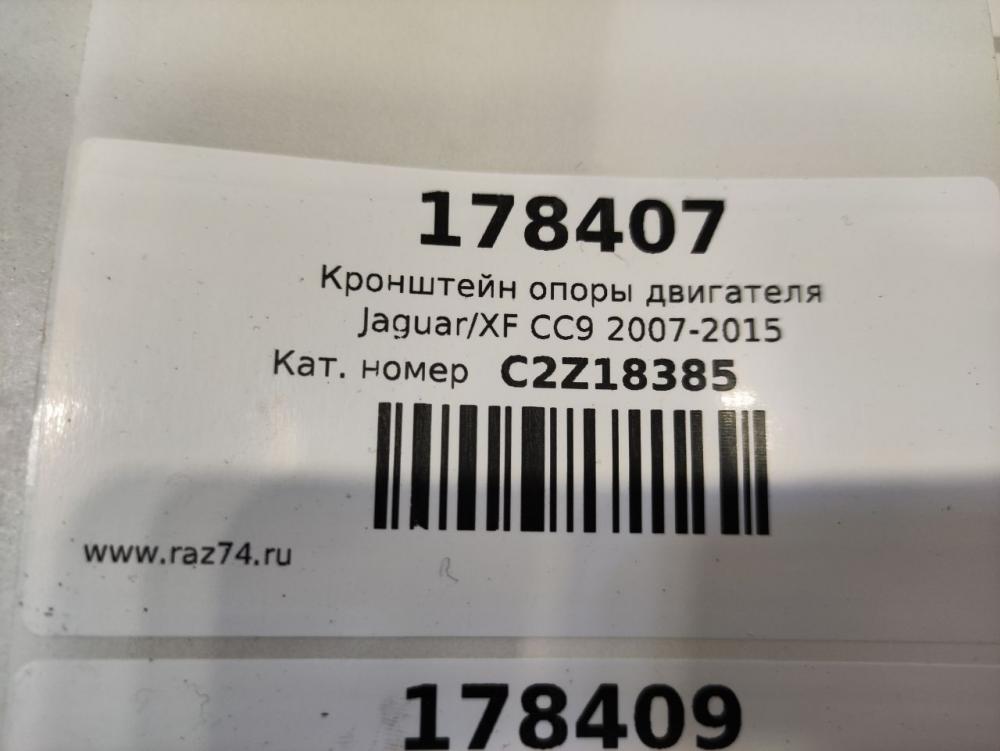 178407
Кронштейн опоры двигателя
Jaguar/XF CC9 2007-2015
Кат. номер C2Z18385
www.raz74.ru
178409